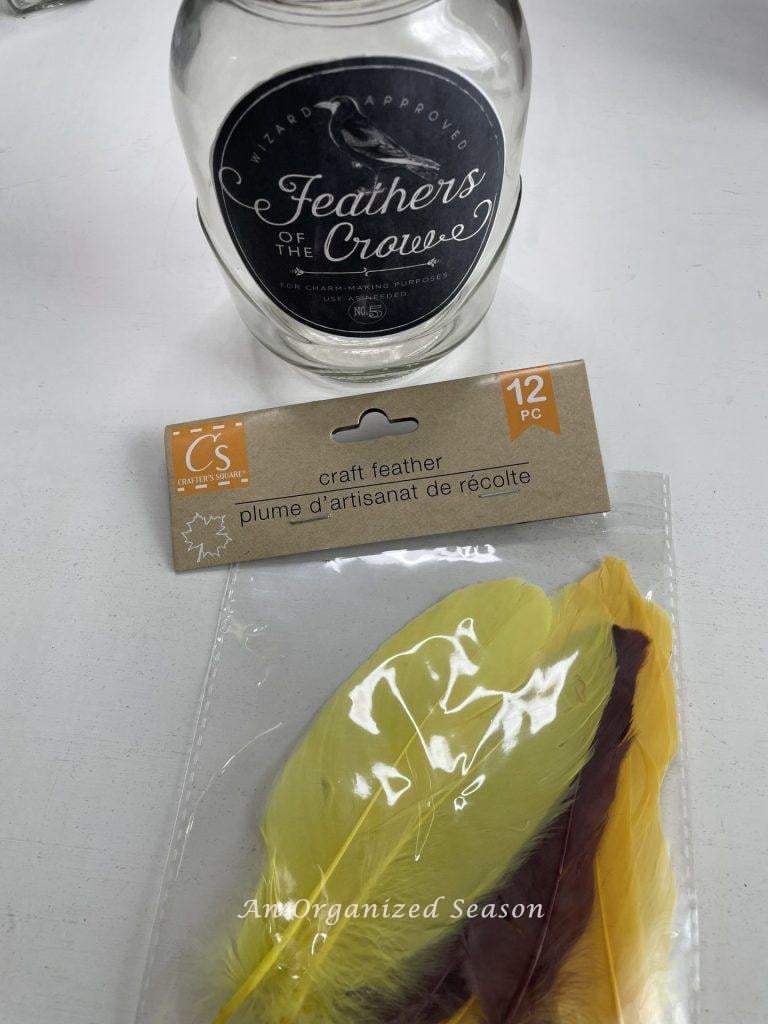 WIZARD APPROVED
Feathers
OF THE Crow
FOR CHARM-MAKING PURPOSES
USE AS NEEDED
NO. 5
12
PC
Cs
CRAFTER'S SQUARE®
craft feather
plume d'artisanat de récolte
An Organized Season